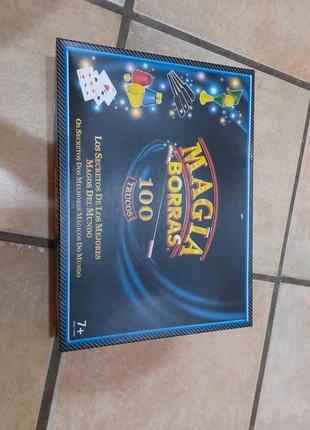 MAGIA
BORRAS
100
TRUCOS
LOS SECRETOS DE LOS MEJORES
MAGOS DEL MUNDO
OS SECRETOS DOS MELHORES MÁGICOS DO MUNDO
7+